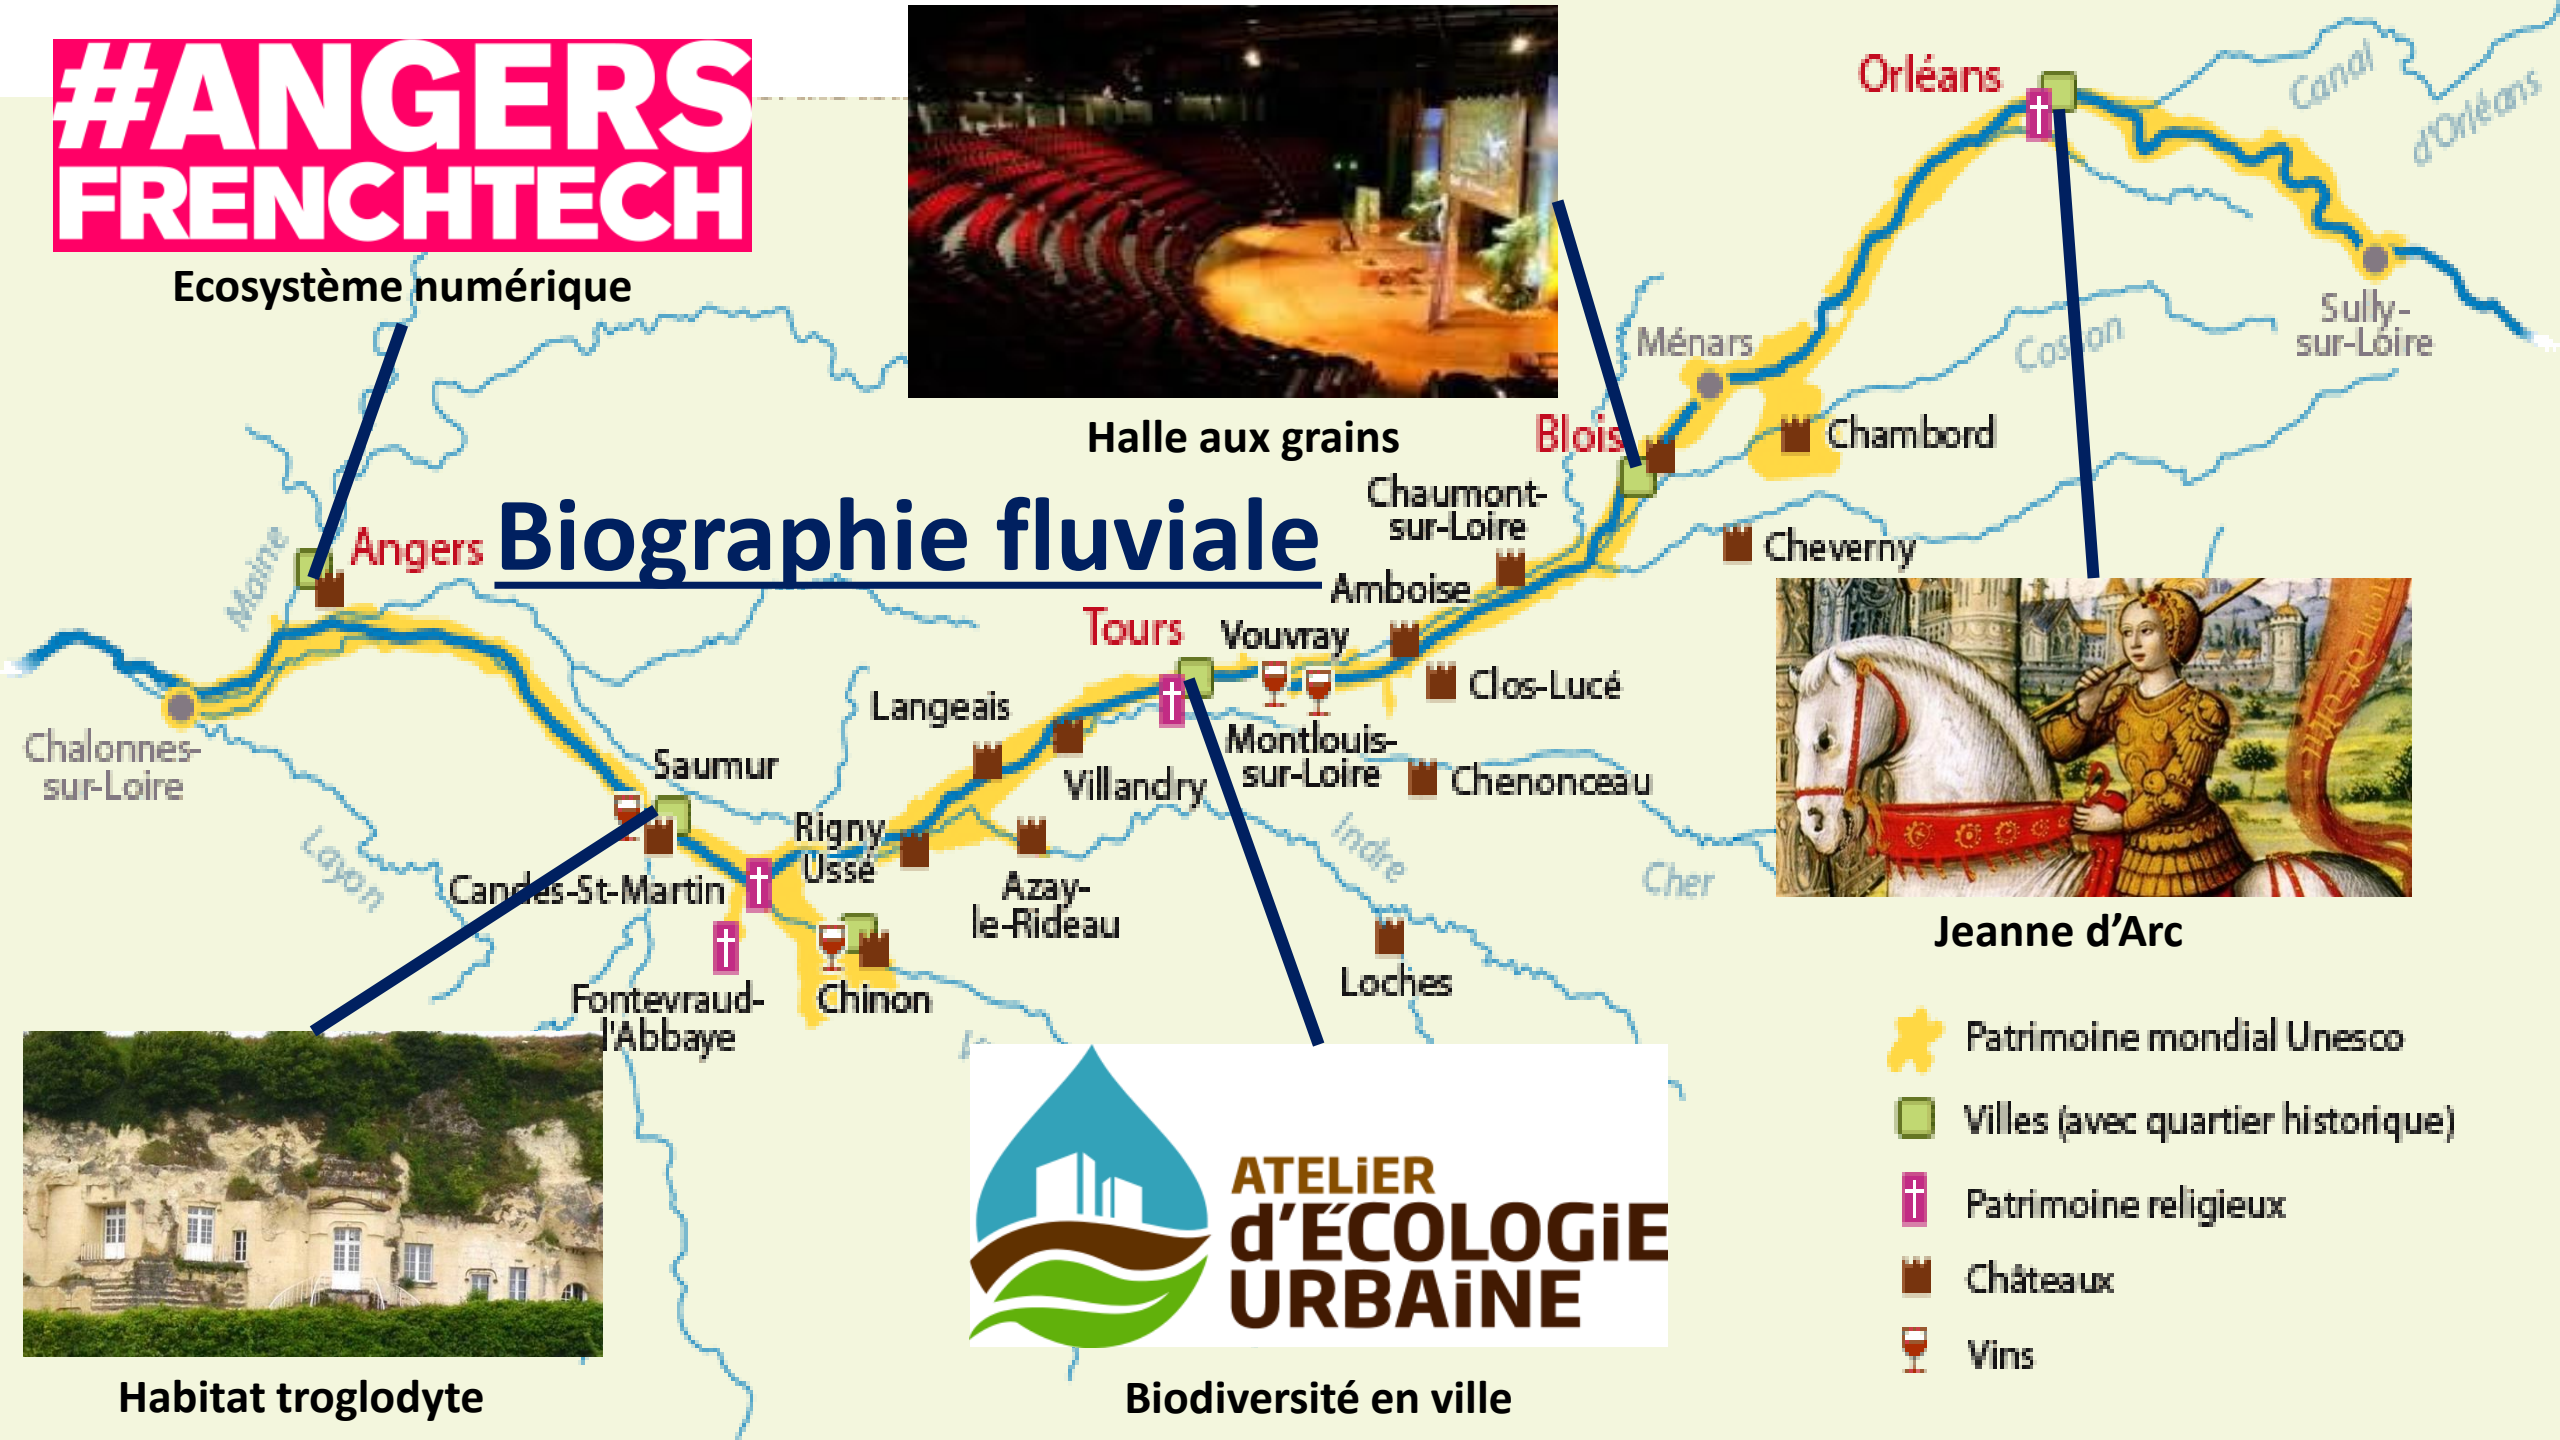 #ANGERS
FRENCHTECH
Ecosystème numérique
Halle aux grains
Orléans
Canal
d'Orléans
Sully-
sur-Loire
Cosson
Ménars
Blois
Chambord
Chaumont-
sur-Loire
Cheverny
Amboise
Maine
Angers
Biographie fluviale
Tours
Vouvray
Clos-Lucé
Langeais
Montlouis-
sur-Loire
Chenonceau
Villandry
Chalonnes-
sur-Loire
Saumur
Layon
Rigny
Ussé
Candes-St-Martin
Azay-
le-Rideau
Indre
Cher
Loches
Fontevraud-
l'Abbaye
Chinon
Jeanne d’Arc
Patrimoine mondial Unesco
Villes (avec quartier historique)
Patrimoine religieux
Châteaux
Vins
ATELiER
d’ÉCOLOGiE
URBAiNE
Habitat troglodyte
Biodiversité en ville